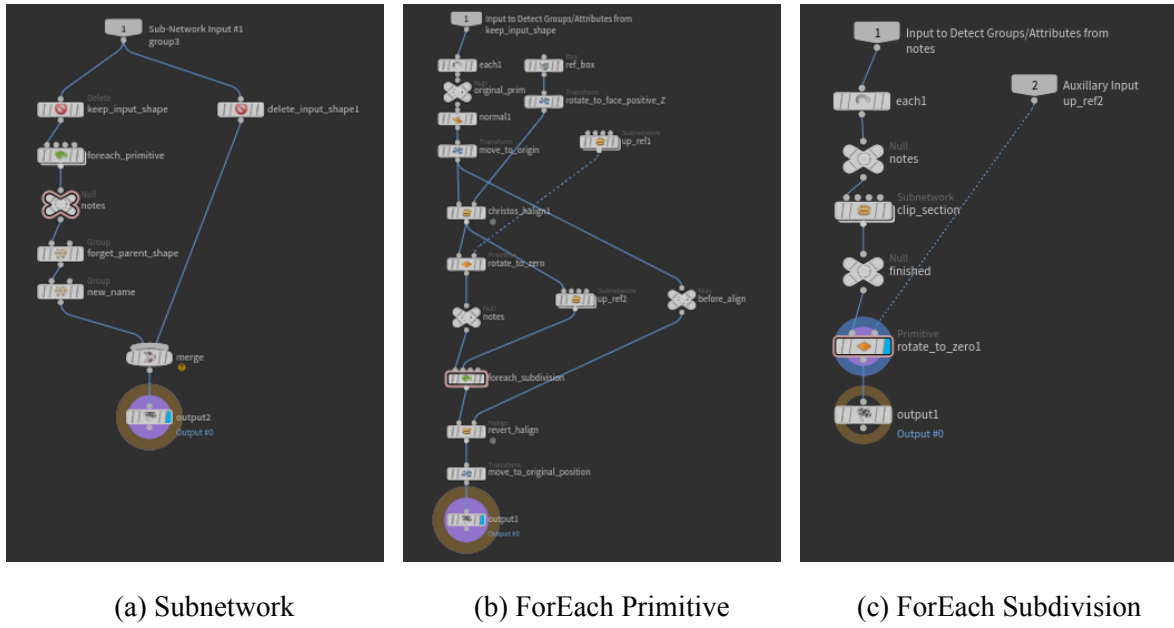 1
Sub-Network Input #1
group3
Delete
keep_input_shape
delete_input_shape1
foreach_primitive
Null
notes
Group
forget_parent_shape
Group
new_name
merge
output2
Output #0
(a) Subnetwork
1
Input to Detect Groups/Attributes from
keep_input_shape
each1
Box
ref_box
Null
original_prim
Transform
rotate_to_face_positive_Z
normal1
Subnetwork
up_ref1
Transform
move_to_origin
christos_halign1
Primitive
rotate_to_zero
Subnetwork
up_ref2
Null
before_align
Null
notes
foreach_subdivision
Halign
revert_halign
Transform
move_to_original_position
output1
Output #0
(b) ForEach Primitive
1
Input to Detect Groups/Attributes from
notes
2
Auxillary Input
up_ref2
each1
Null
notes
Subnetwork
clip_section
Null
finished
Primitive
rotate_to_zero1
output1
Output #0
(c) ForEach Subdivision